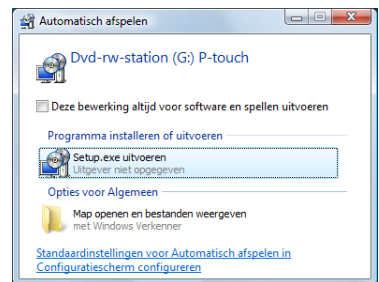 Automatisch afspelen
Dvd-rw-station (G:) P-touch
Deze bewerking altijd voor software en spellen uitvoeren
Programma installeren of uitvoeren
Setup.exe uitvoeren
Uitgever niet opgegeven
Opties voor Algemeen
Map openen en bestanden weergeven
met Windows Verkenner
Standaardinstellingen voor Automatisch afspelen in
Configuratiescherm configureren